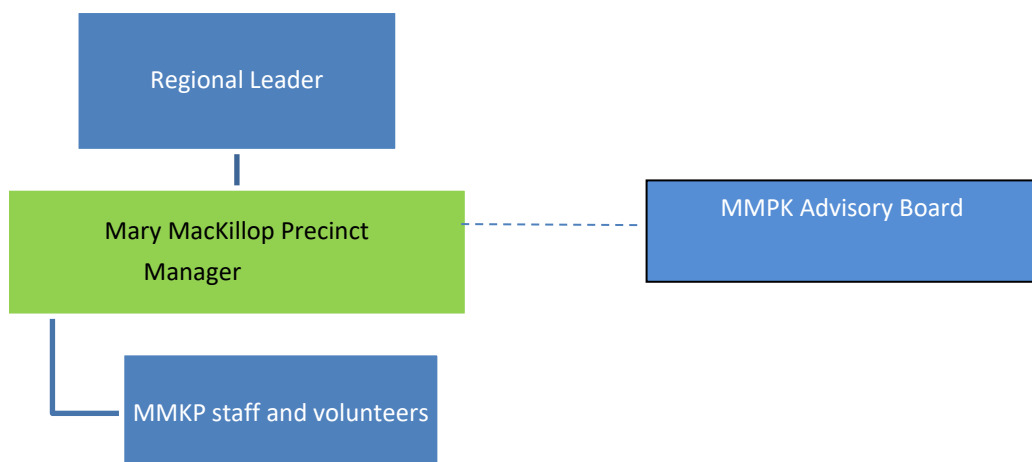 Regional Leader
Mary MacKillop Precinct
Manager
MMPK Advisory Board
MMKP staff and volunteers